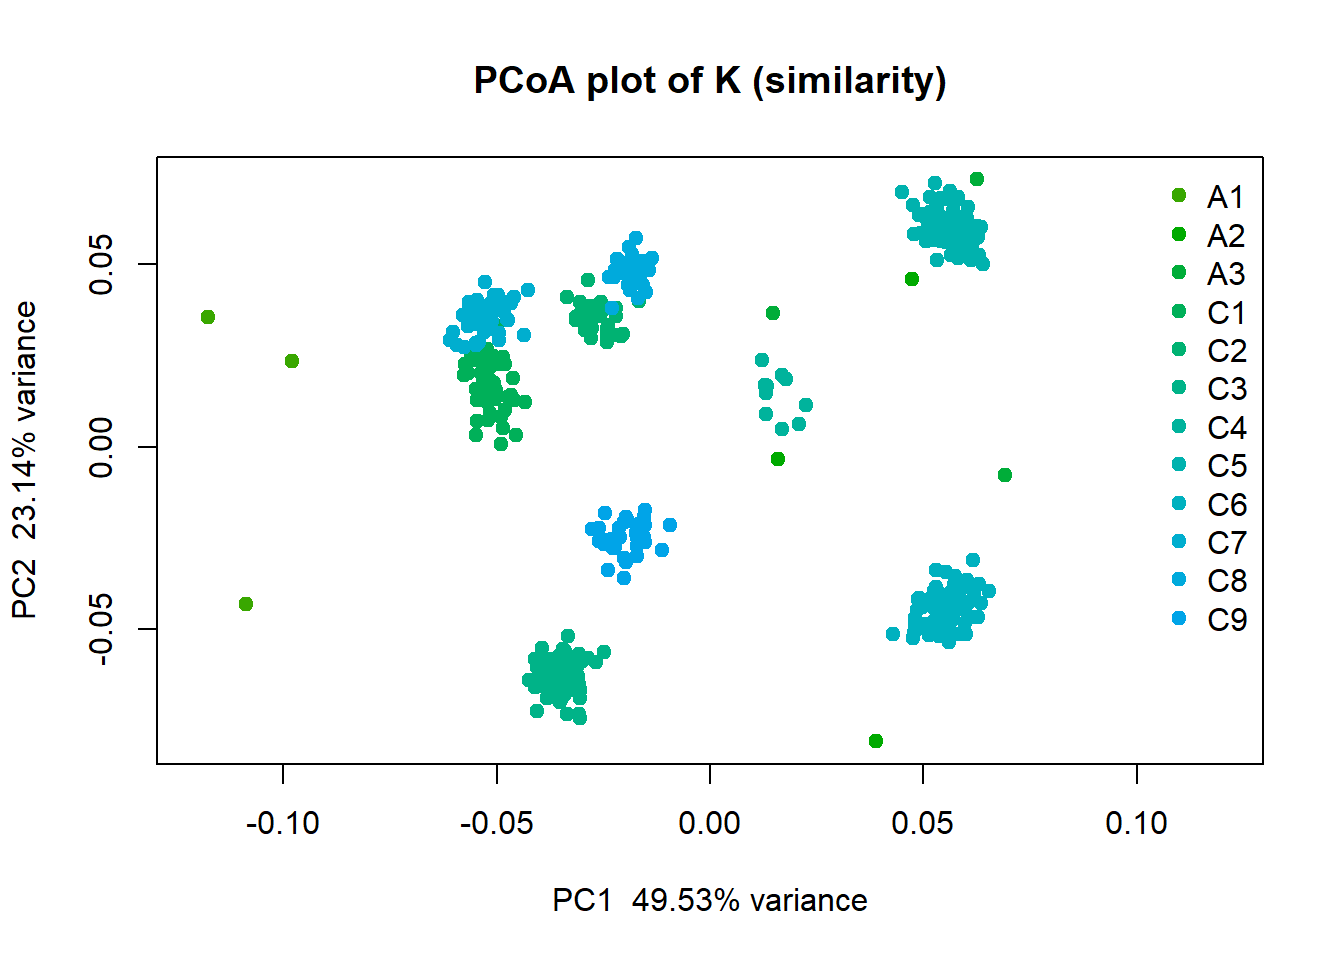 PCoA plot of K (similarity)
PC2  23.14% variance
0.05
0.00
-0.05
A1
A2
A3
C1
C2
C3
C4
C5
C6
C7
C8
C9
-0.10
-0.05
0.00
0.05
0.10
PC1  49.53% variance